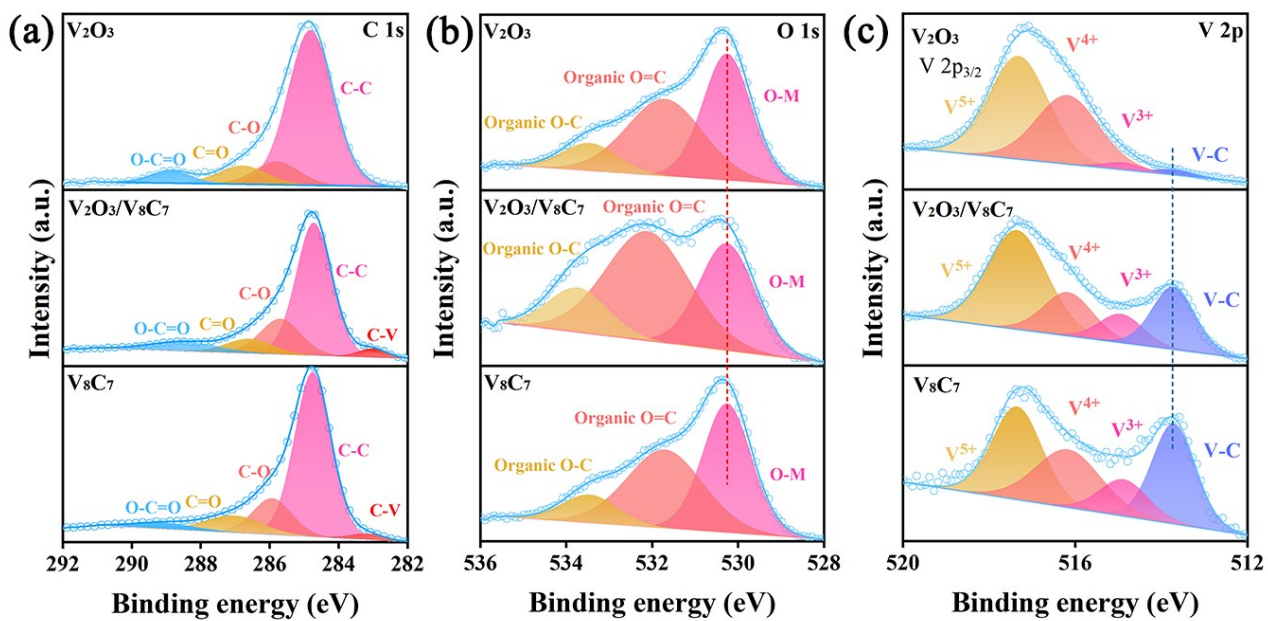 (a)
V₂O₃
C 1s
C-C
C-O
C=O
O-C=O
V₂O₃/V₈C₇
C-C
C-O
C=O
O-C=O
C-V
V₈C₇
C-C
C-O
C=O
O-C=O
C-V
292 290 288 286 284 282
Binding energy (eV)
Intensity (a.u.)
(b)
V₂O₃
O 1s
Organic O=C
Organic O-C
O-M
V₂O₃/V₈C₇
Organic O=C
Organic O-C
O-M
V₈C₇
Organic O=C
Organic O-C
O-M
536 534 532 530 528
Binding energy (eV)
Intensity (a.u.)
(c)
V₂O₃
V 2p
V 2p₃/₂
V⁴⁺
V⁵⁺
V³⁺
V-C
V₂O₃/V₈C₇
V⁴⁺
V⁵⁺
V³⁺
V-C
V₈C₇
V⁴⁺
V⁵⁺
V³⁺
V-C
520 516 512
Binding energy (eV)
Intensity (a.u.)